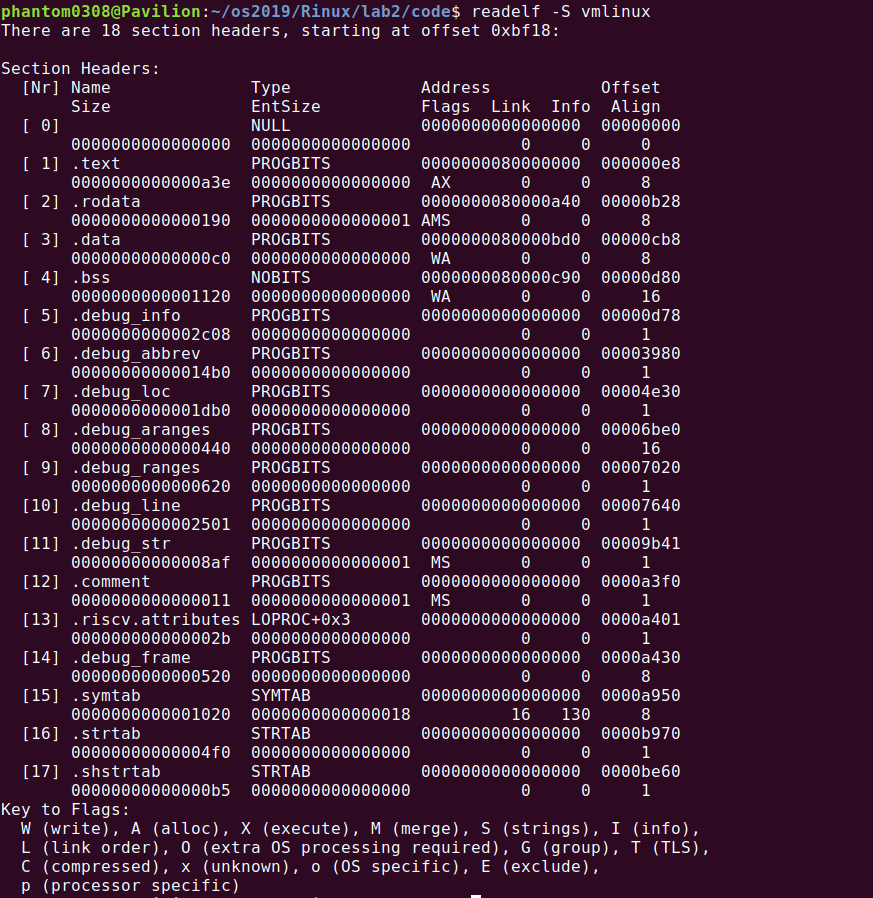 phantom0308@Pavilion:~/os2019/Rinux/lab2/code$ readelf -S vmlinux
There are 18 section headers, starting at offset 0xbf18:

Section Headers:
  [Nr] Name              Type             Address           Offset
       Size              EntSize          Flags  Link  Info  Align
  [ 0]                   NULL             0000000000000000  00000000
       0000000000000000  0000000000000000           0     0     0
  [ 1] .text             PROGBITS         0000000080000000  000000e8
       0000000000000a3e  0000000000000000  AX       0     0     8
  [ 2] .rodata           PROGBITS         0000000080000a40  00000b28
       0000000000000190  0000000000000001 AMS       0     0     8
  [ 3] .data             PROGBITS         0000000080000bd0  00000cb8
       00000000000000c0  0000000000000000  WA       0     0     8
  [ 4] .bss              NOBITS           0000000080000c90  00000d80
       0000000000001120  0000000000000000  WA       0     0     16
  [ 5] .debug_info       PROGBITS         0000000000000000  00000d78
       0000000000002c08  0000000000000000           0     0     1
  [ 6] .debug_abbrev     PROGBITS         0000000000000000  00003980
       00000000000014b0  0000000000000000           0     0     1
  [ 7] .debug_loc        PROGBITS         0000000000000000  00004e30
       0000000000001db0  0000000000000000           0     0     1
  [ 8] .debug_aranges    PROGBITS         0000000000000000  00006be0
       0000000000000440  0000000000000000           0     0     16
  [ 9] .debug_ranges     PROGBITS         0000000000000000  00007020
       0000000000000620  0000000000000000           0     0     1
  [10] .debug_line       PROGBITS         0000000000000000  00007640
       0000000000002501  0000000000000000           0     0     1
  [11] .debug_str        PROGBITS         0000000000000000  00009b41
       00000000000008af  0000000000000001  MS       0     0     1
  [12] .comment          PROGBITS         0000000000000000  0000a3f0
       0000000000000011  0000000000000001  MS       0     0     1
  [13] .riscv.attributes LOPROC+0x3       0000000000000000  0000a401
       000000000000002b  0000000000000000           0     0     1
  [14] .debug_frame      PROGBITS         0000000000000000  0000a430
       0000000000000520  0000000000000000           0     0     8
  [15] .symtab           SYMTAB           0000000000000000  0000a950
       0000000000001020  0000000000000018          16   130     8
  [16] .strtab           STRTAB           0000000000000000  0000b970
       00000000000004f0  0000000000000000           0     0     1
  [17] .shstrtab         STRTAB           0000000000000000  0000be60
       00000000000000b5  0000000000000000           0     0     1
Key to Flags:
  W (write), A (alloc), X (execute), M (merge), S (strings), I (info),
  L (link order), O (extra OS processing required), G (group), T (TLS),
  C (compressed), x (unknown), o (OS specific), E (exclude),
  p (processor specific)